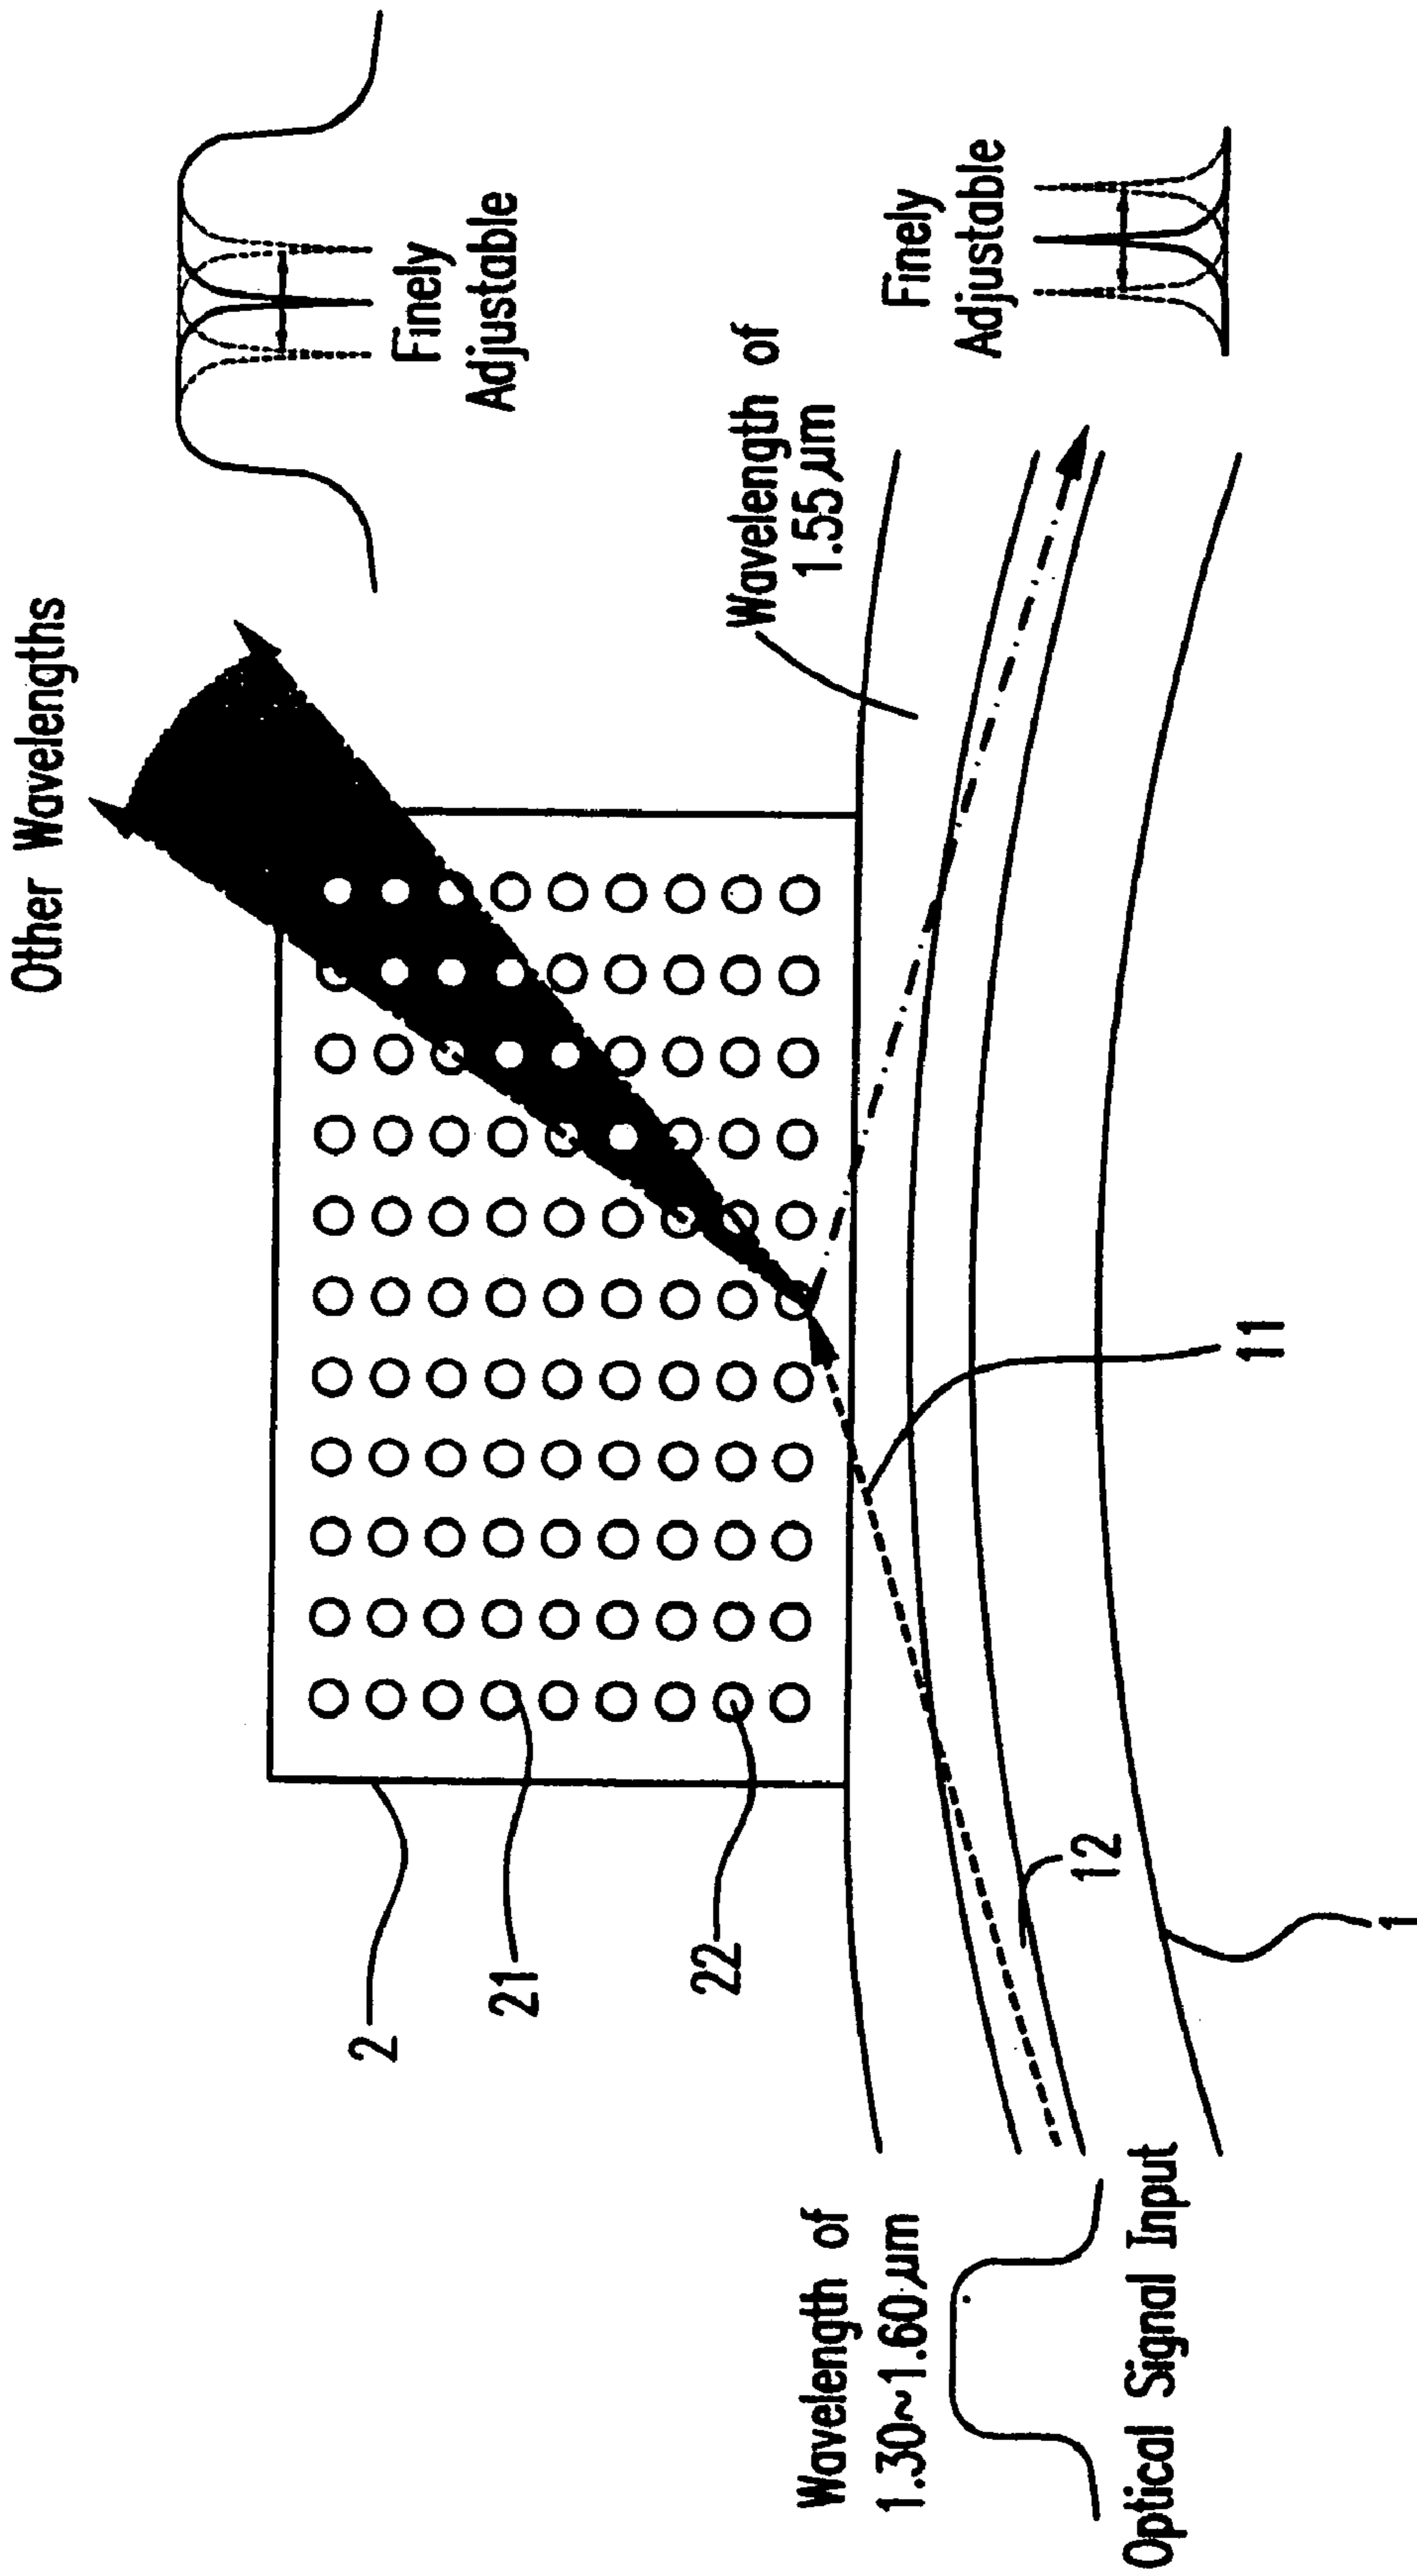 Other Wavelengths
Finely
Adjustable
Wavelength of
1.55μm
Finely
Adjustable
2
21
22
11
12
1
Wavelength of
1.30~1.60μm
Optical Signal Input